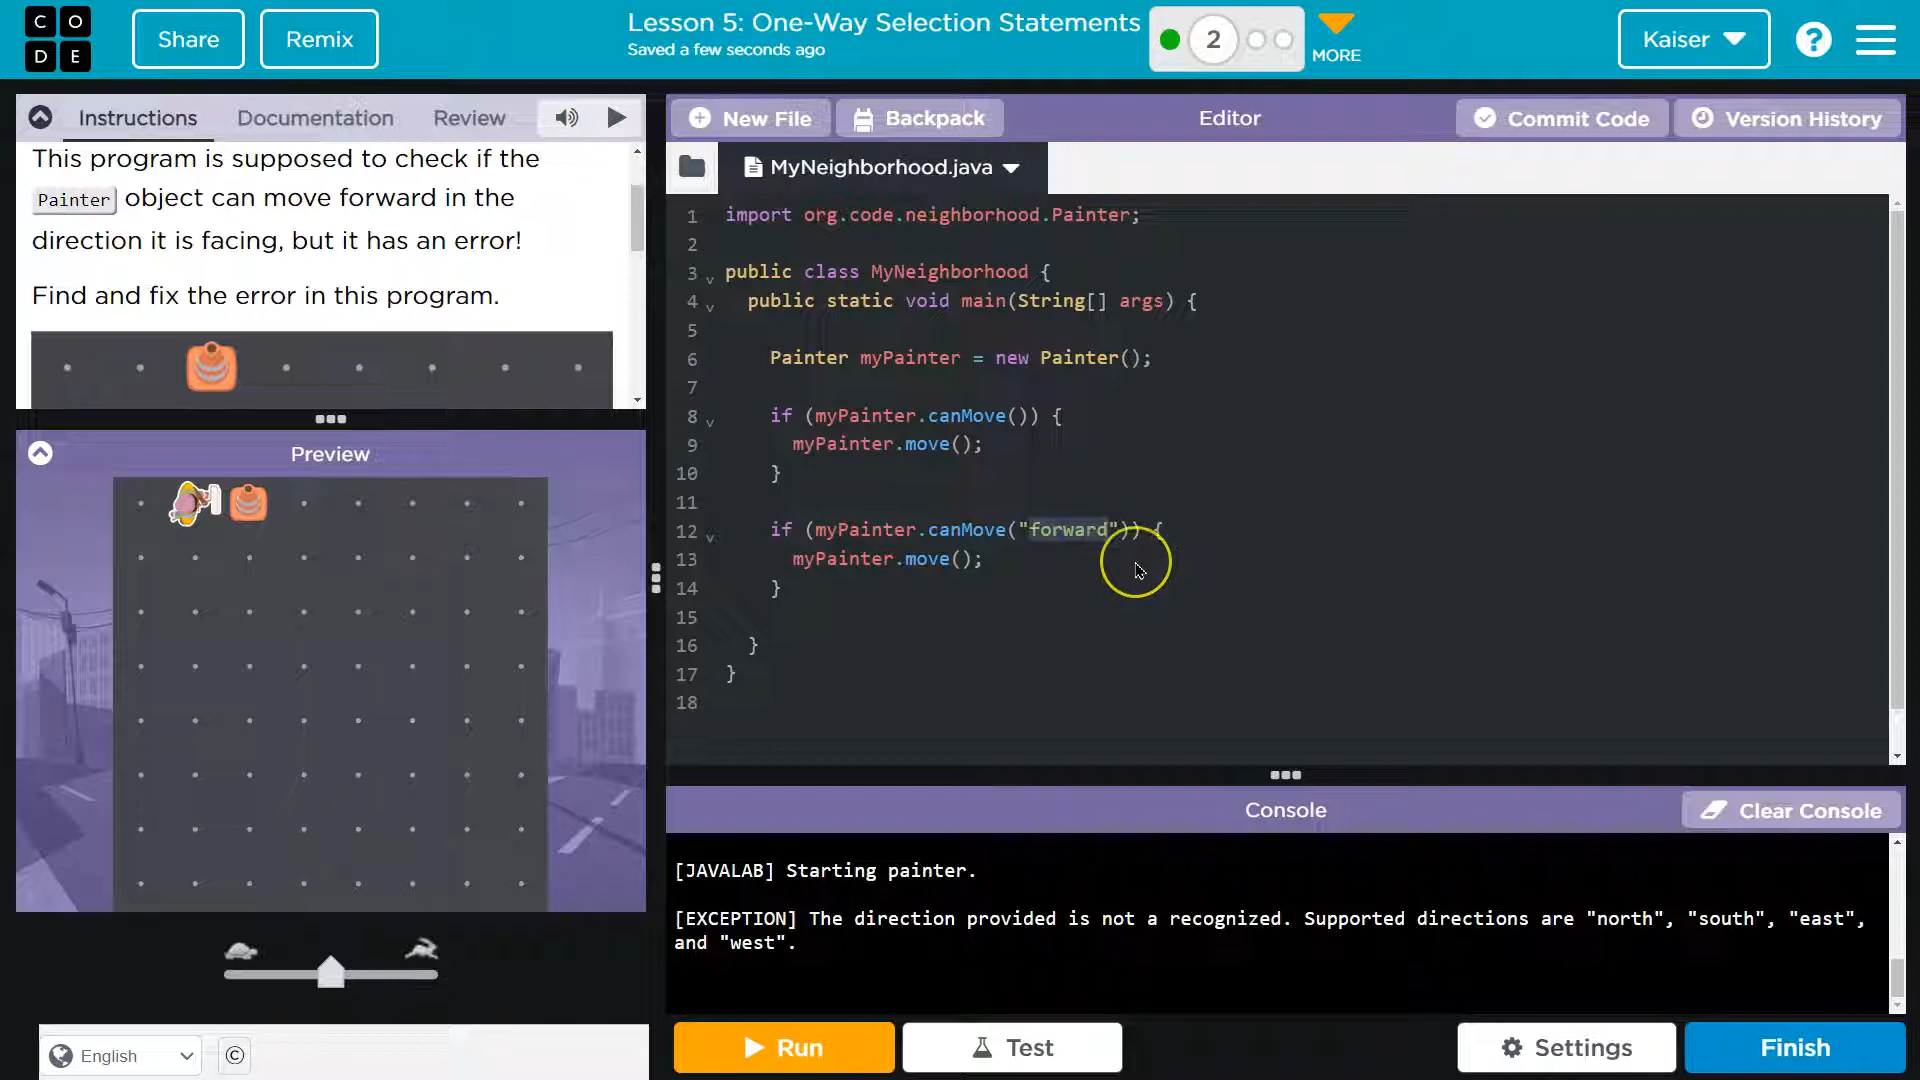 C O
D E
Share
Remix
Lesson 5: One-Way Selection Statements
Saved a few seconds ago
2
MORE
Kaiser
?
Instructions
Documentation
Review
This program is supposed to check if the
Painter object can move forward in the
direction it is facing, but it has an error!
Find and fix the error in this program.
Preview
English
©
New File
Backpack
Editor
Commit Code
Version History
MyNeighborhood.java
1 import org.code.neighborhood.Painter;
2
3 public class MyNeighborhood {
4 public static void main(String[] args) {
5
6 Painter myPainter = new Painter();
7
8 if (myPainter.canMove()) {
9 myPainter.move();
10 }
11
12 if (myPainter.canMove("forward")) {
13 myPainter.move();
14 }
15
16 }
17 }
18
Console
Clear Console
[JAVALAB] Starting painter.
[EXCEPTION] The direction provided is not a recognized. Supported directions are "north", "south", "east",
and "west".
Run
Test
Settings
Finish